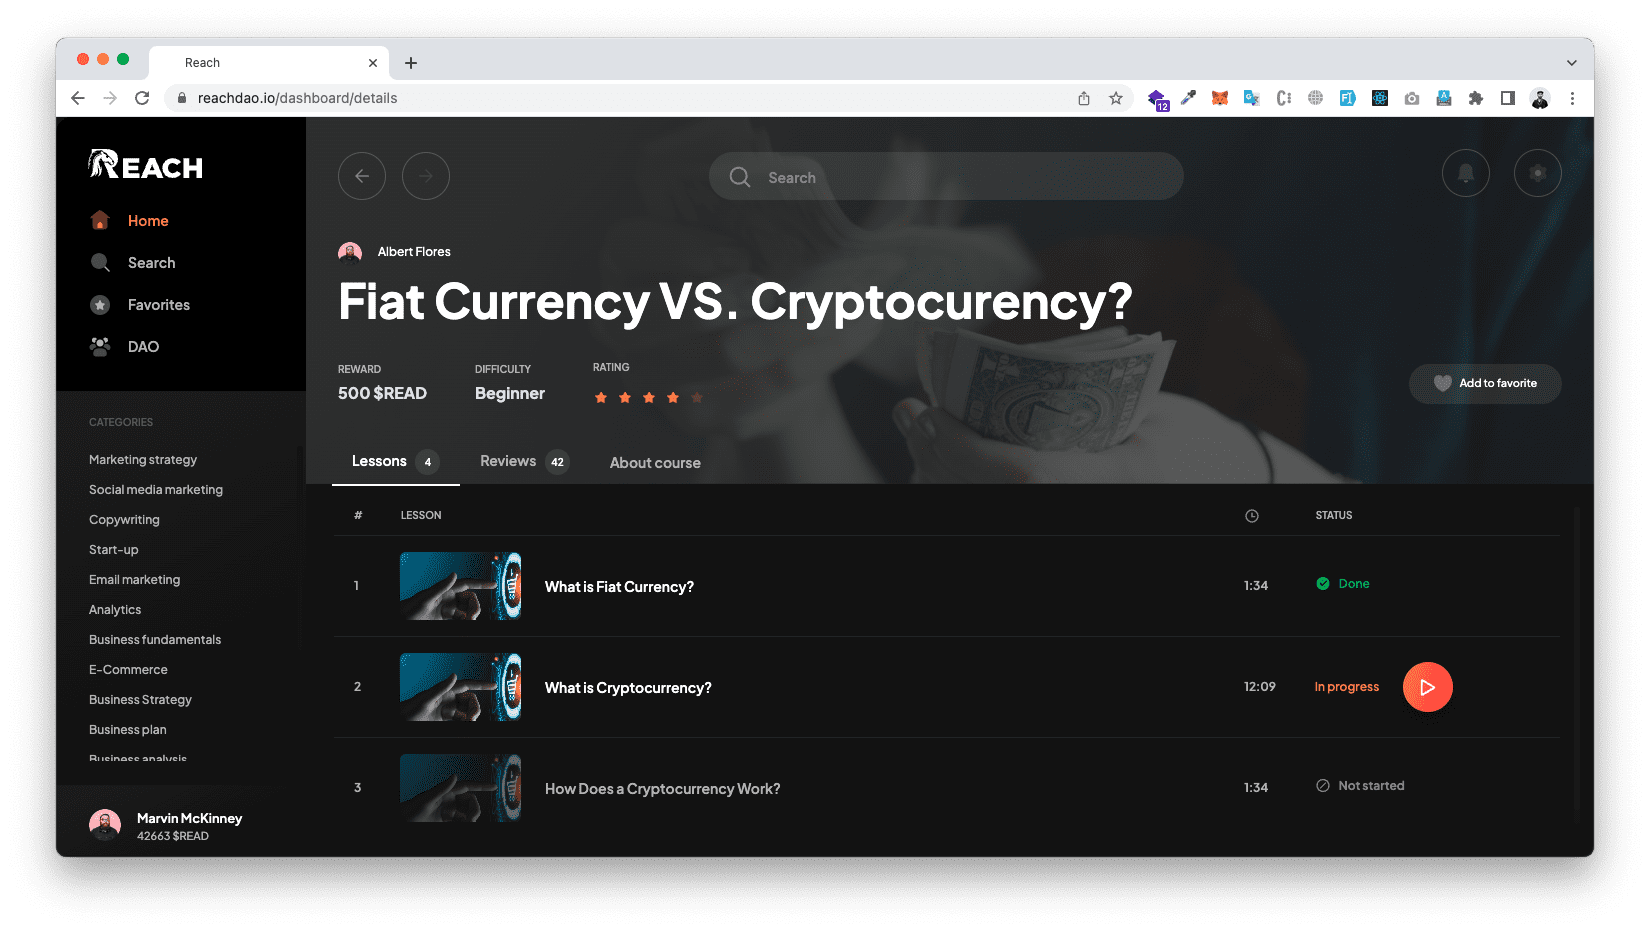 Reach
reachdao.io/dashboard/details
12
REACH
Home
Search
Favorites
DAO
CATEGORIES
Marketing strategy
Social media marketing
Copywriting
Start-up
Email marketing
Analytics
Business fundamentals
E-Commerce
Business Strategy
Business plan
Business analysis
Marvin McKinney
42663 $READ
Search
Albert Flores
Fiat Currency VS. Cryptocurency?
REWARD
500 $READ
DIFFICULTY
Beginner
RATING
Add to favorite
Lessons 4
Reviews 42
About course
# LESSON STATUS
1 What is Fiat Currency? 1:34 Done
2 What is Cryptocurrency? 12:09 In progress
3 How Does a Cryptocurrency Work? 1:34 Not started